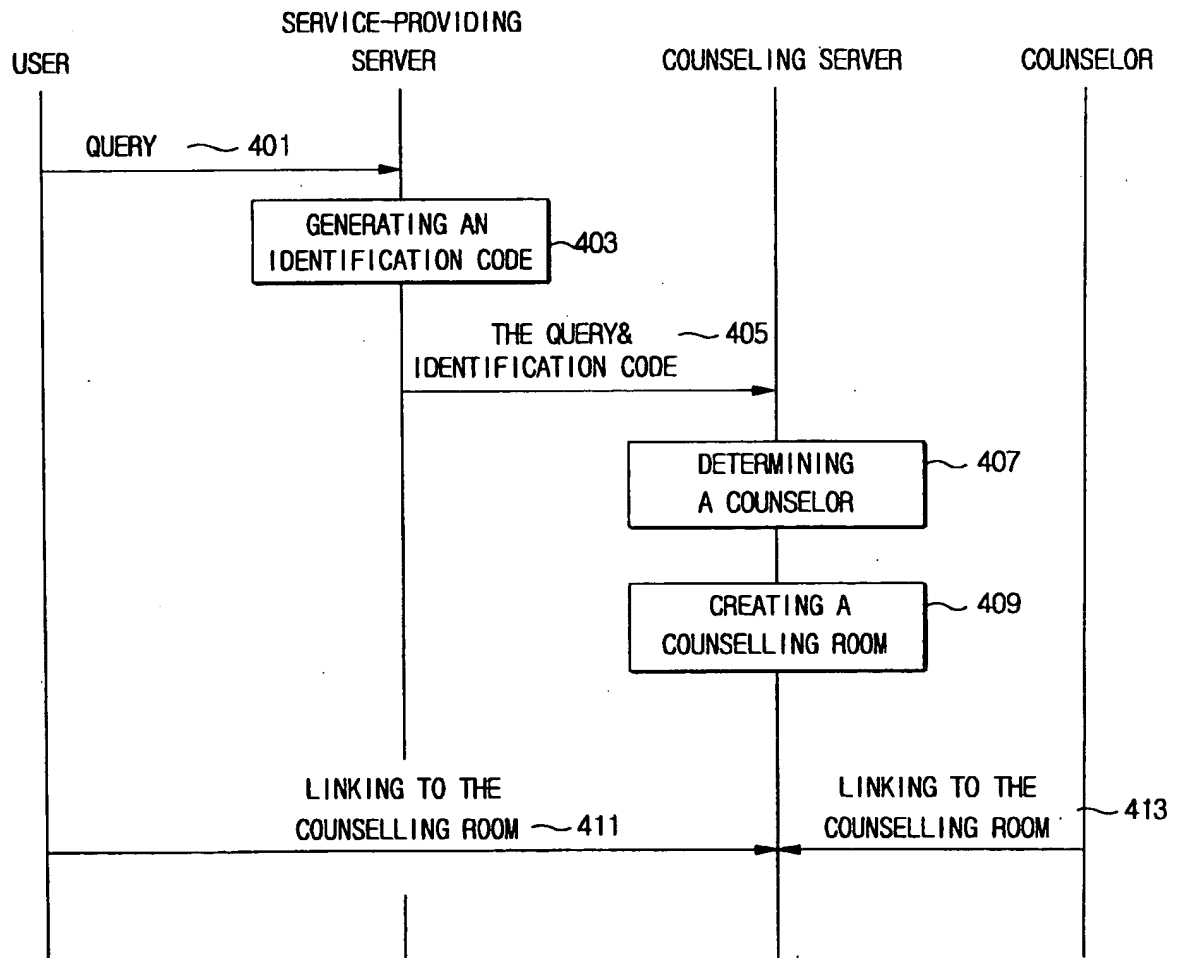 SERVICE-PROVIDING
USER SERVER COUNSELING SERVER COUNSELOR
QUERY 401
GENERATING AN
IDENTIFICATION CODE 403
THE QUERY& 405
IDENTIFICATION CODE
DETERMINING 407
A COUNSELOR
CREATING A 409
COUNSELLING ROOM
LINKING TO THE LINKING TO THE
COUNSELLING ROOM 411 COUNSELLING ROOM 413